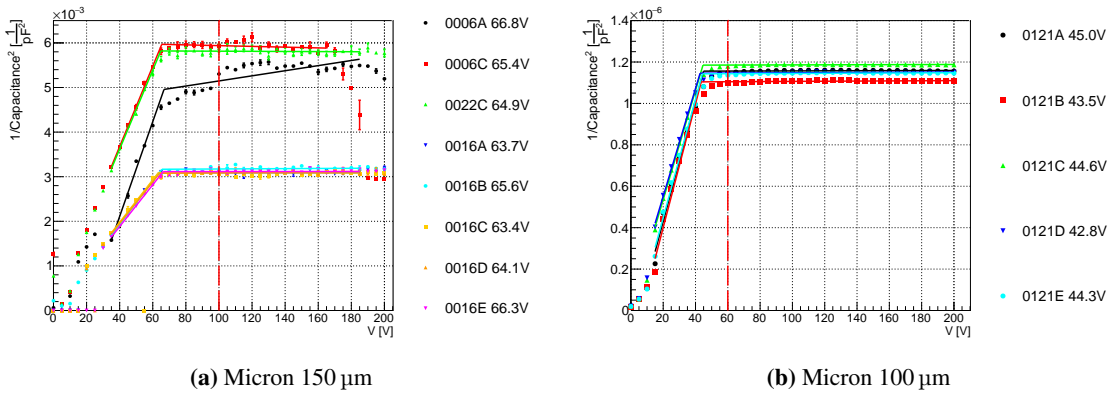 ×10⁻³
1/Capacitance² [1/pF²]
6
5
4
3
2
1
0
0 20 40 60 80 100 120 140 160 180 200
V [V]
0006A 66.8V
0006C 65.4V
0022C 64.9V
0016A 63.7V
0016B 65.6V
0016C 63.4V
0016D 64.1V
0016E 66.3V
(a) Micron 150 µm
×10⁻⁶
1/Capacitance² [1/pF²]
1.4
1.2
1
0.8
0.6
0.4
0.2
0
0 20 40 60 80 100 120 140 160 180 200
V [V]
0121A 45.0V
0121B 43.5V
0121C 44.6V
0121D 42.8V
0121E 44.3V
(b) Micron 100 µm